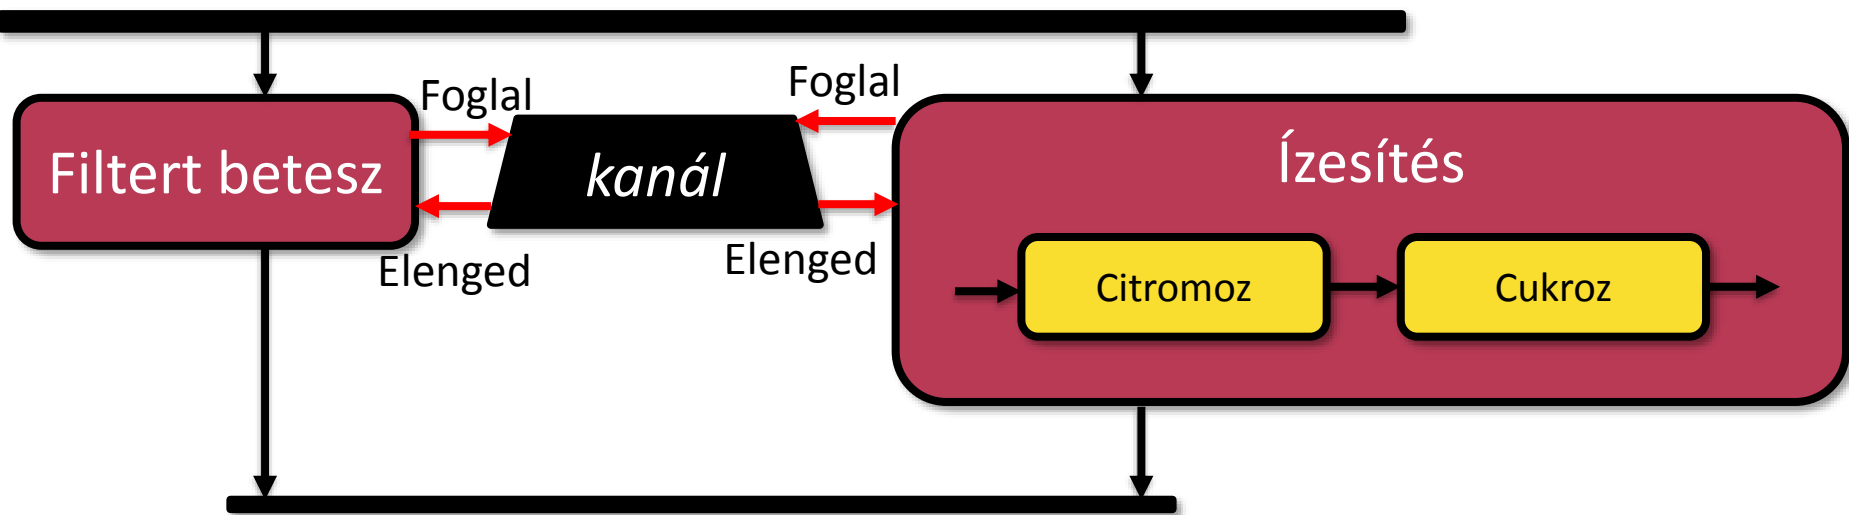 Foglal
Foglal
Filtert betesz
kanál
Ízesítés
Elenged
Elenged
Citromoz
Cukroz